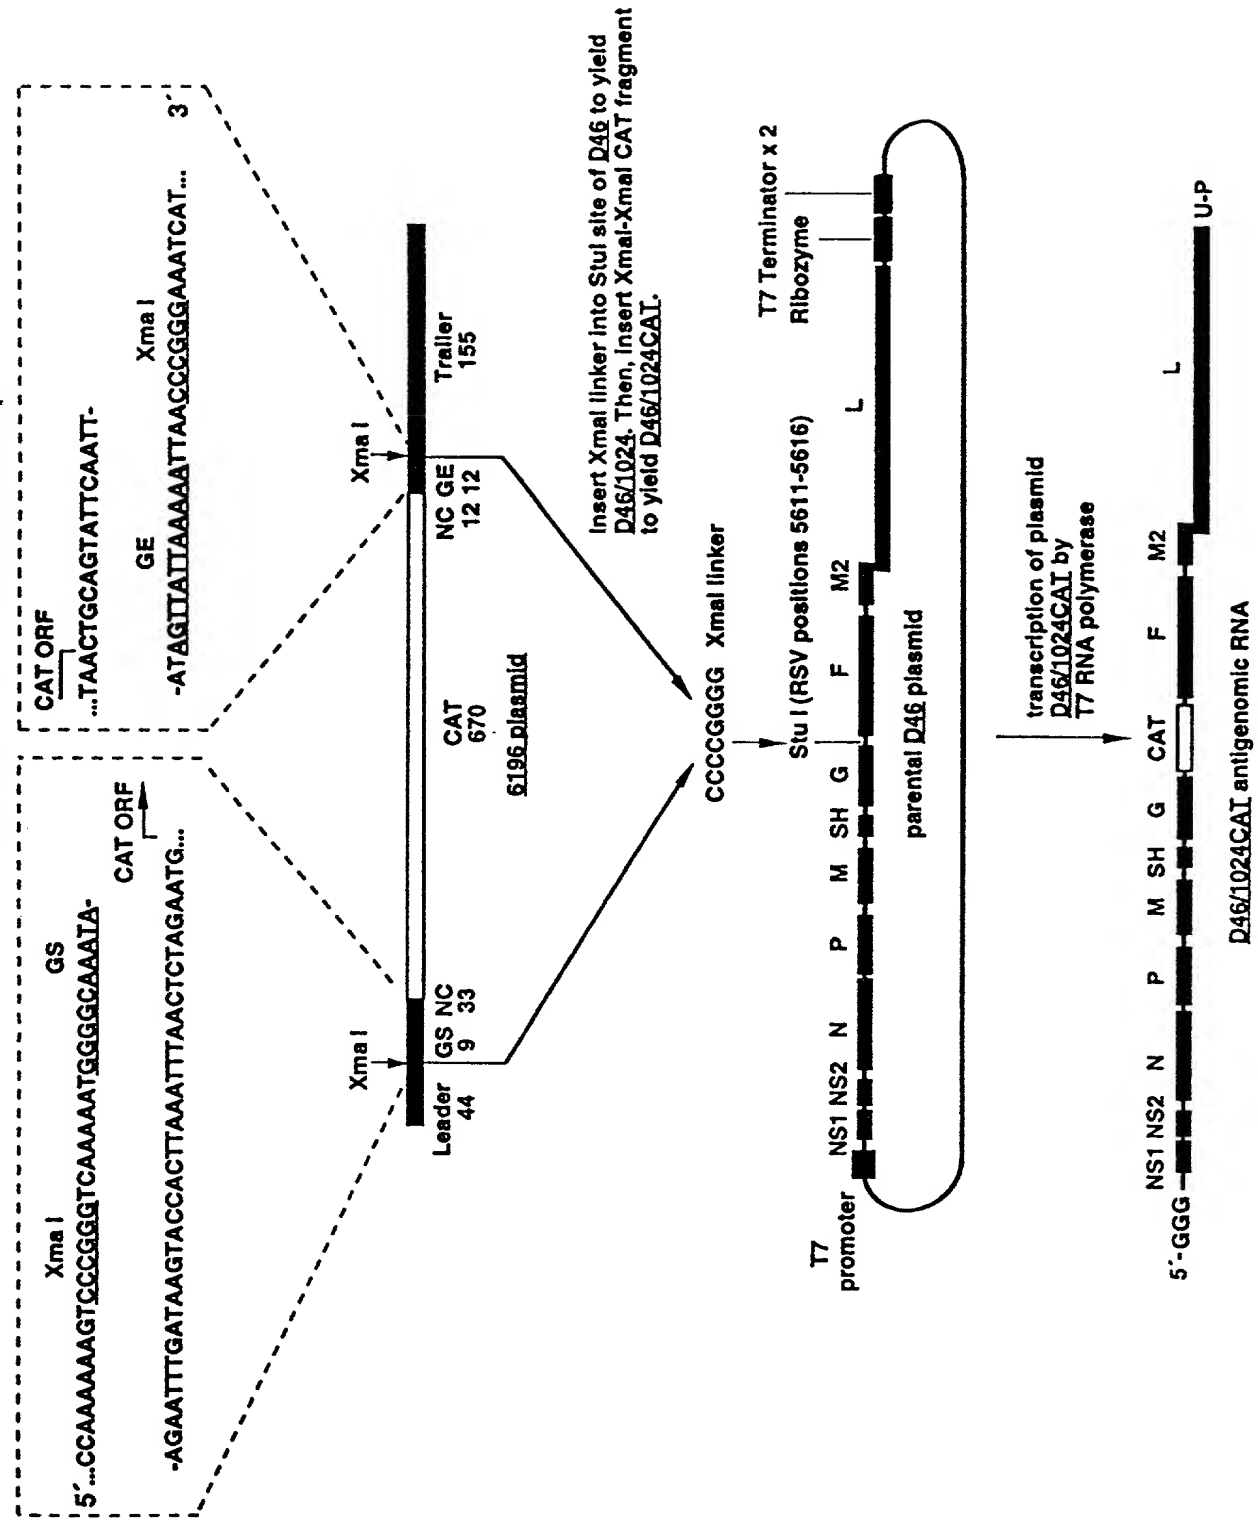 Xma I
GS
5´...CCAAAAAGTCCCGGGTCAAAAATGGGGCAAATA-
CAT ORF
-AGAATTTGATAAGTACCACTTAAATTTAACTCTAGAATG...
CAT ORF
...TAACTGCAGTATTCAATT-
GE
Xma I
-ATAGTTATTAAAAATTAACCCGGGAAATCAT...
3´
Xma I
Xma I
Leader
44
GS
9
NC
33
CAT
670
NC GE
12 12
Trailer
155
6196 plasmid
Insert XmaI linker into StuI site of D46 to yield
D46/1024. Then, insert XmaI-XmaI CAT fragment
to yield D46/1024CAT.
CCCCGGGG XmaI linker
Stu I (RSV positions 5611-5616)
T7 Terminator x 2
Ribozyme
T7
promoter
NS1 NS2 N P M SH G F M2 L
parental D46 plasmid
transcription of plasmid
D46/1024CAT by
T7 RNA polymerase
NS1 NS2 N P M SH G CAT F M2 L
5´-GGG
U-P
D46/1024CAT antigenomic RNA